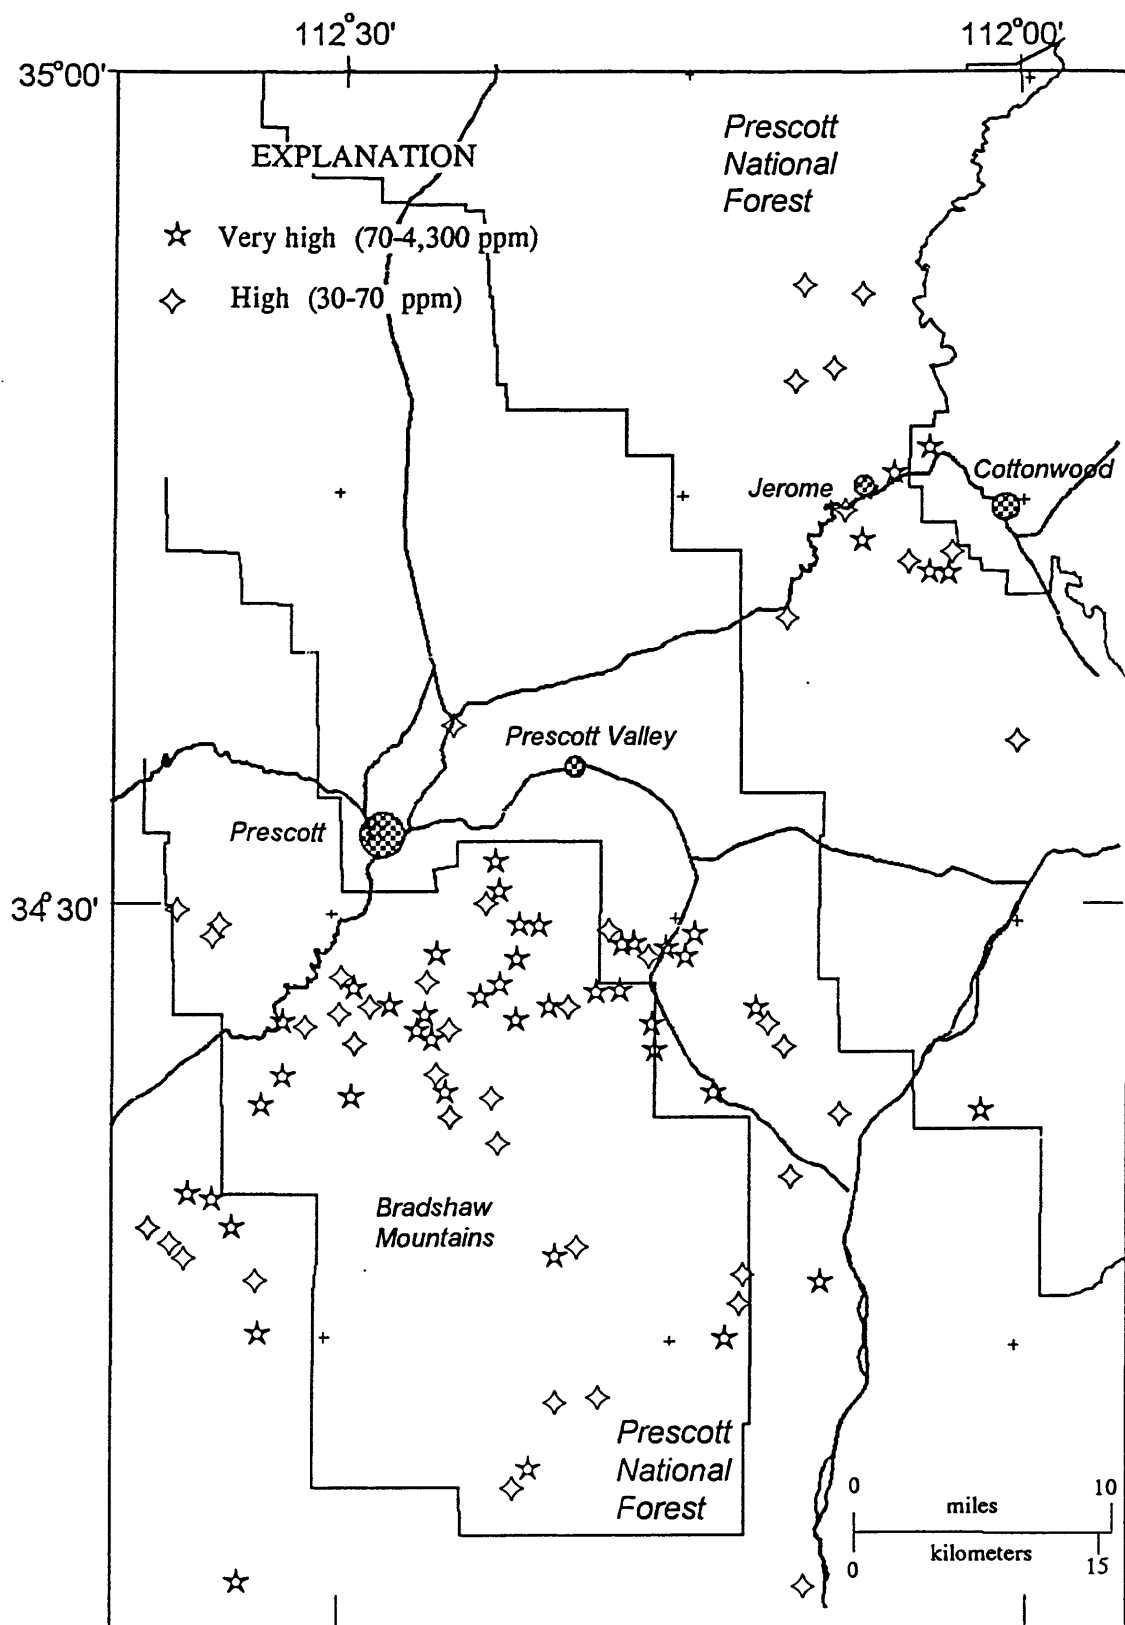 112°30'
112°00'
35°00'
Prescott
National
Forest
EXPLANATION
Very high (70-4,300 ppm)
High (30-70 ppm)
Jerome
Cottonwood
Prescott Valley
Prescott
34°30'
Bradshaw
Mountains
Prescott
National
Forest
0 10
miles
kilometers
0 15